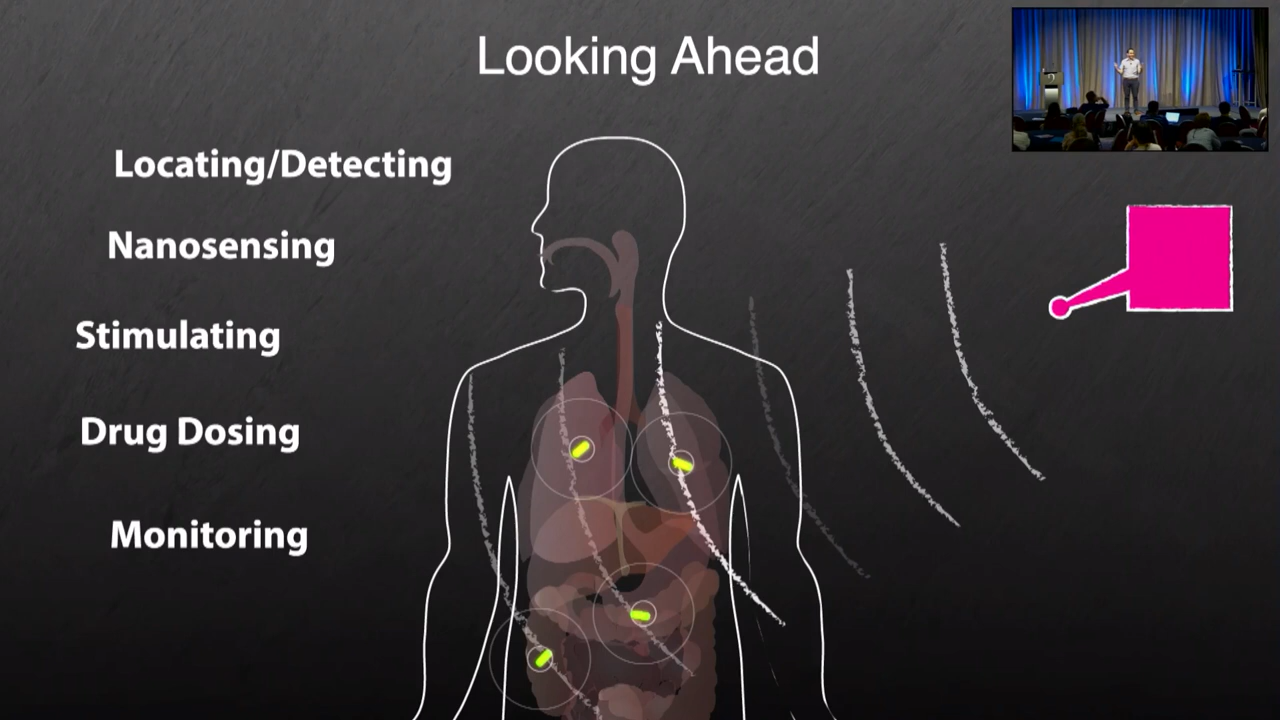 Looking Ahead
Locating/Detecting
Nanosensing
Stimulating
Drug Dosing
Monitoring